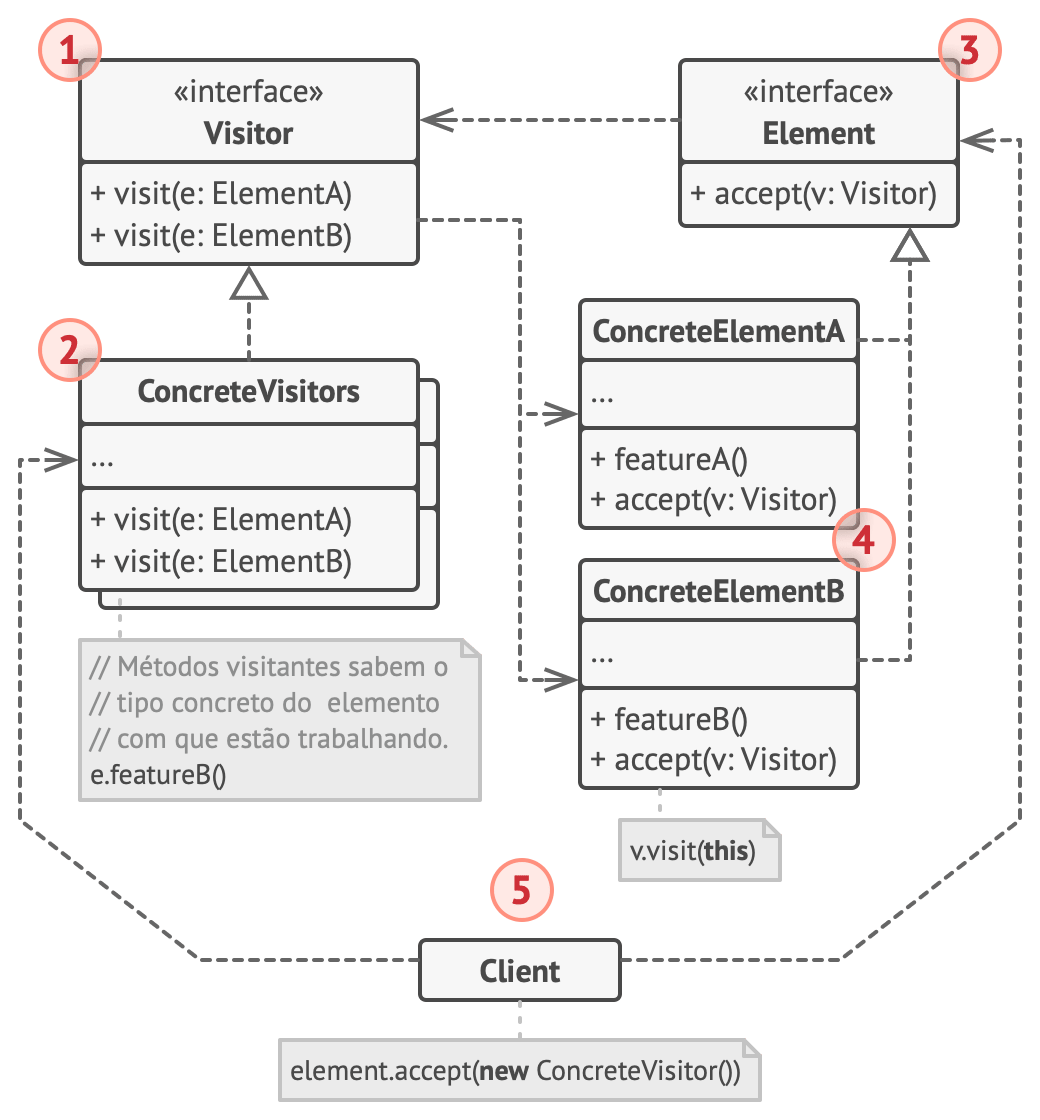 1
«interface»
Visitor
+ visit(e: ElementA)
+ visit(e: ElementB)
3
«interface»
Element
+ accept(v: Visitor)
2
ConcreteVisitors
...
+ visit(e: ElementA)
+ visit(e: ElementB)
// Métodos visitantes sabem o
// tipo concreto do elemento
// com que estão trabalhando.
e.featureB()
ConcreteElementA
...
+ featureA()
+ accept(v: Visitor)
4
ConcreteElementB
...
+ featureB()
+ accept(v: Visitor)
v.visit(this)
5
Client
element.accept(new ConcreteVisitor())